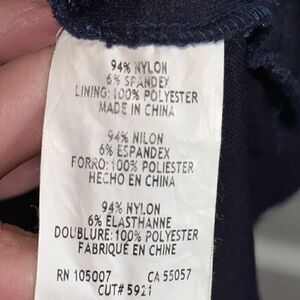 94% NYLON
6% SPANDEX
LINING: 100% POLYESTER
MADE IN CHINA
94% NILON
6% ESPANDEX
FORRO: 100% POLIESTER
HECHO EN CHINA
94% NYLON
6% ÉLASTHANNE
DOUBLURE: 100% POLYESTER
FABRIQUÉ EN CHINE
RN 105007 CA 55057
CUT# 5921